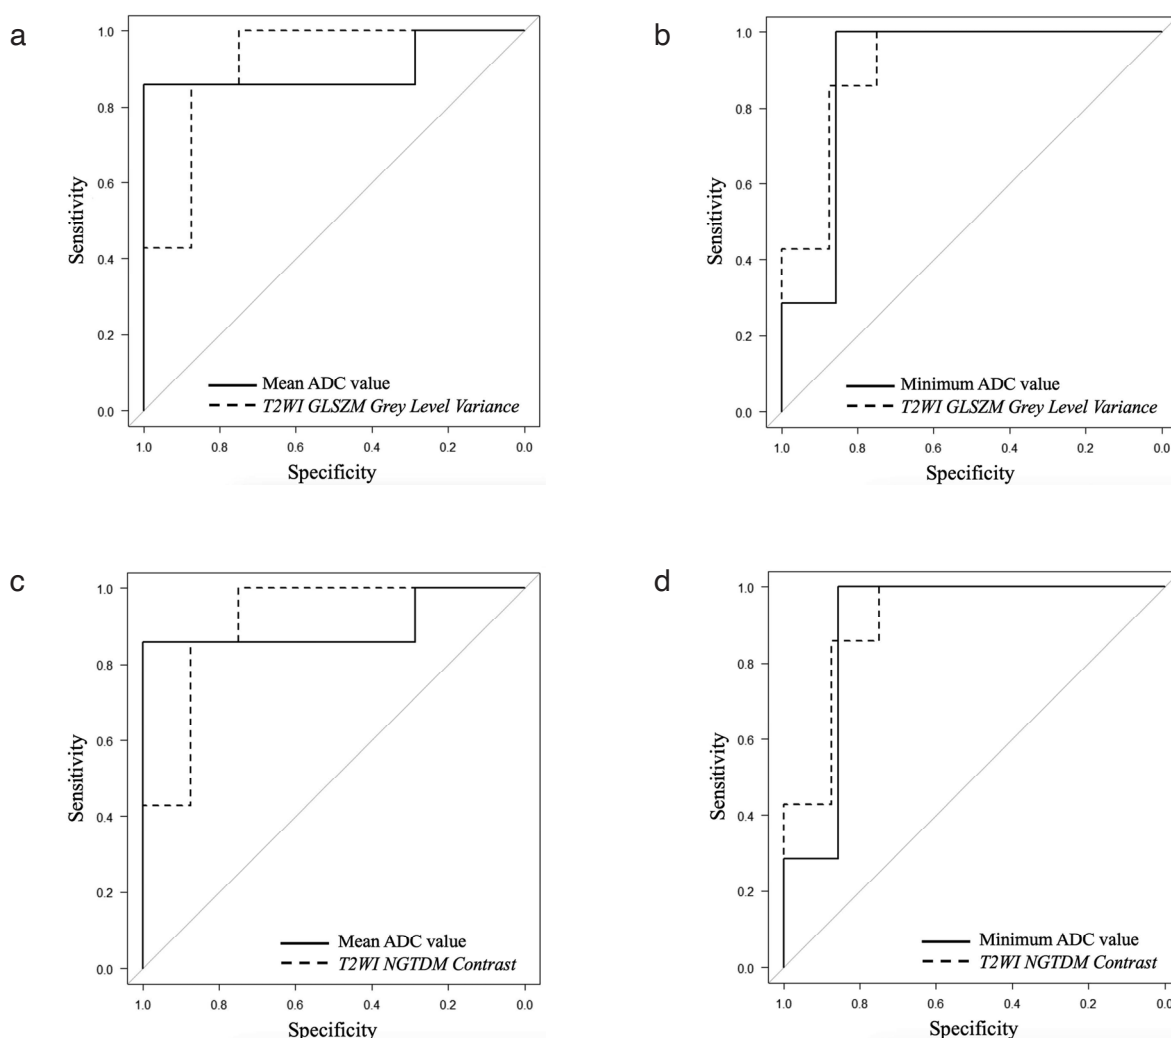 a
1.0
0.8
0.6
0.4
0.2
0.0
Sensitivity
Mean ADC value
T2WI GLSZM Grey Level Variance
1.0 0.8 0.6 0.4 0.2 0.0
Specificity
b
1.0
0.8
0.6
0.4
0.2
0.0
Sensitivity
Minimum ADC value
T2WI GLSZM Grey Level Variance
1.0 0.8 0.6 0.4 0.2 0.0
Specificity
c
1.0
0.8
0.6
0.4
0.2
0.0
Sensitivity
Mean ADC value
T2WI NGTDM Contrast
1.0 0.8 0.6 0.4 0.2 0.0
Specificity
d
1.0
0.8
0.6
0.4
0.2
0.0
Sensitivity
Minimum ADC value
T2WI NGTDM Contrast
1.0 0.8 0.6 0.4 0.2 0.0
Specificity